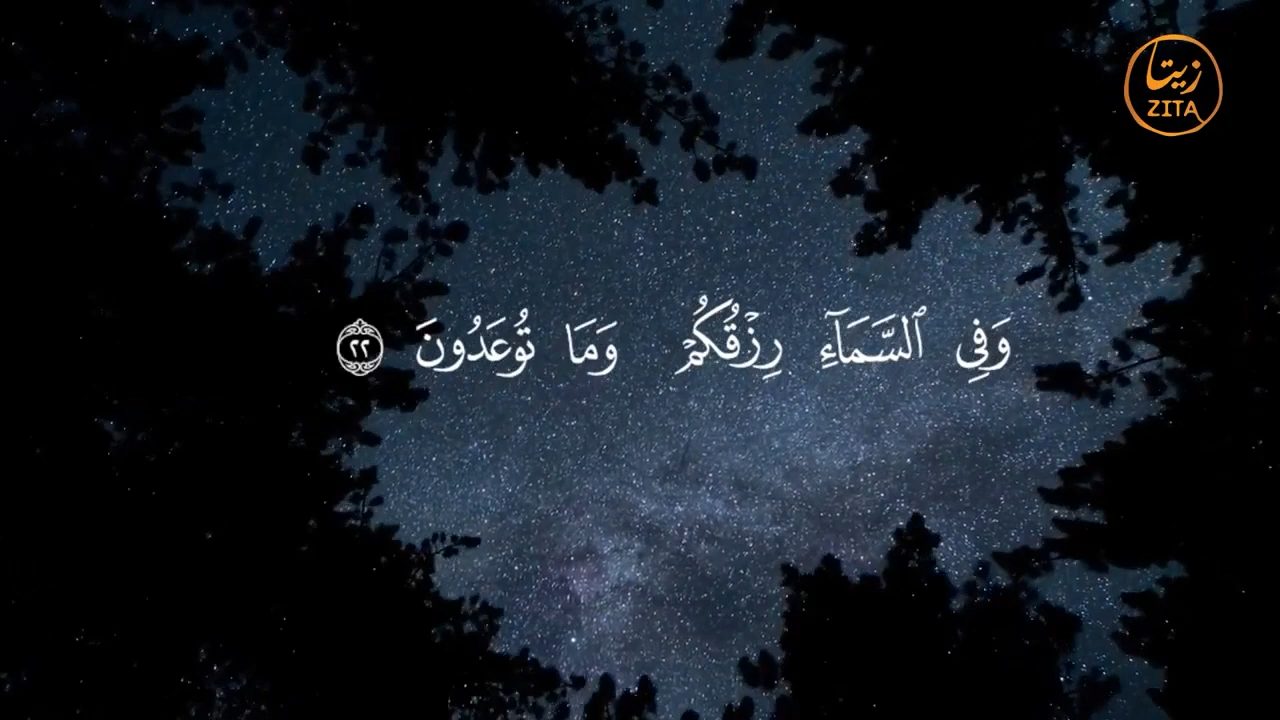 زيتا
ZITA
وَفِى ٱلسَّمَآءِ رِزْقُكُمْ وَمَا تُوعَدُونَ ٢٢